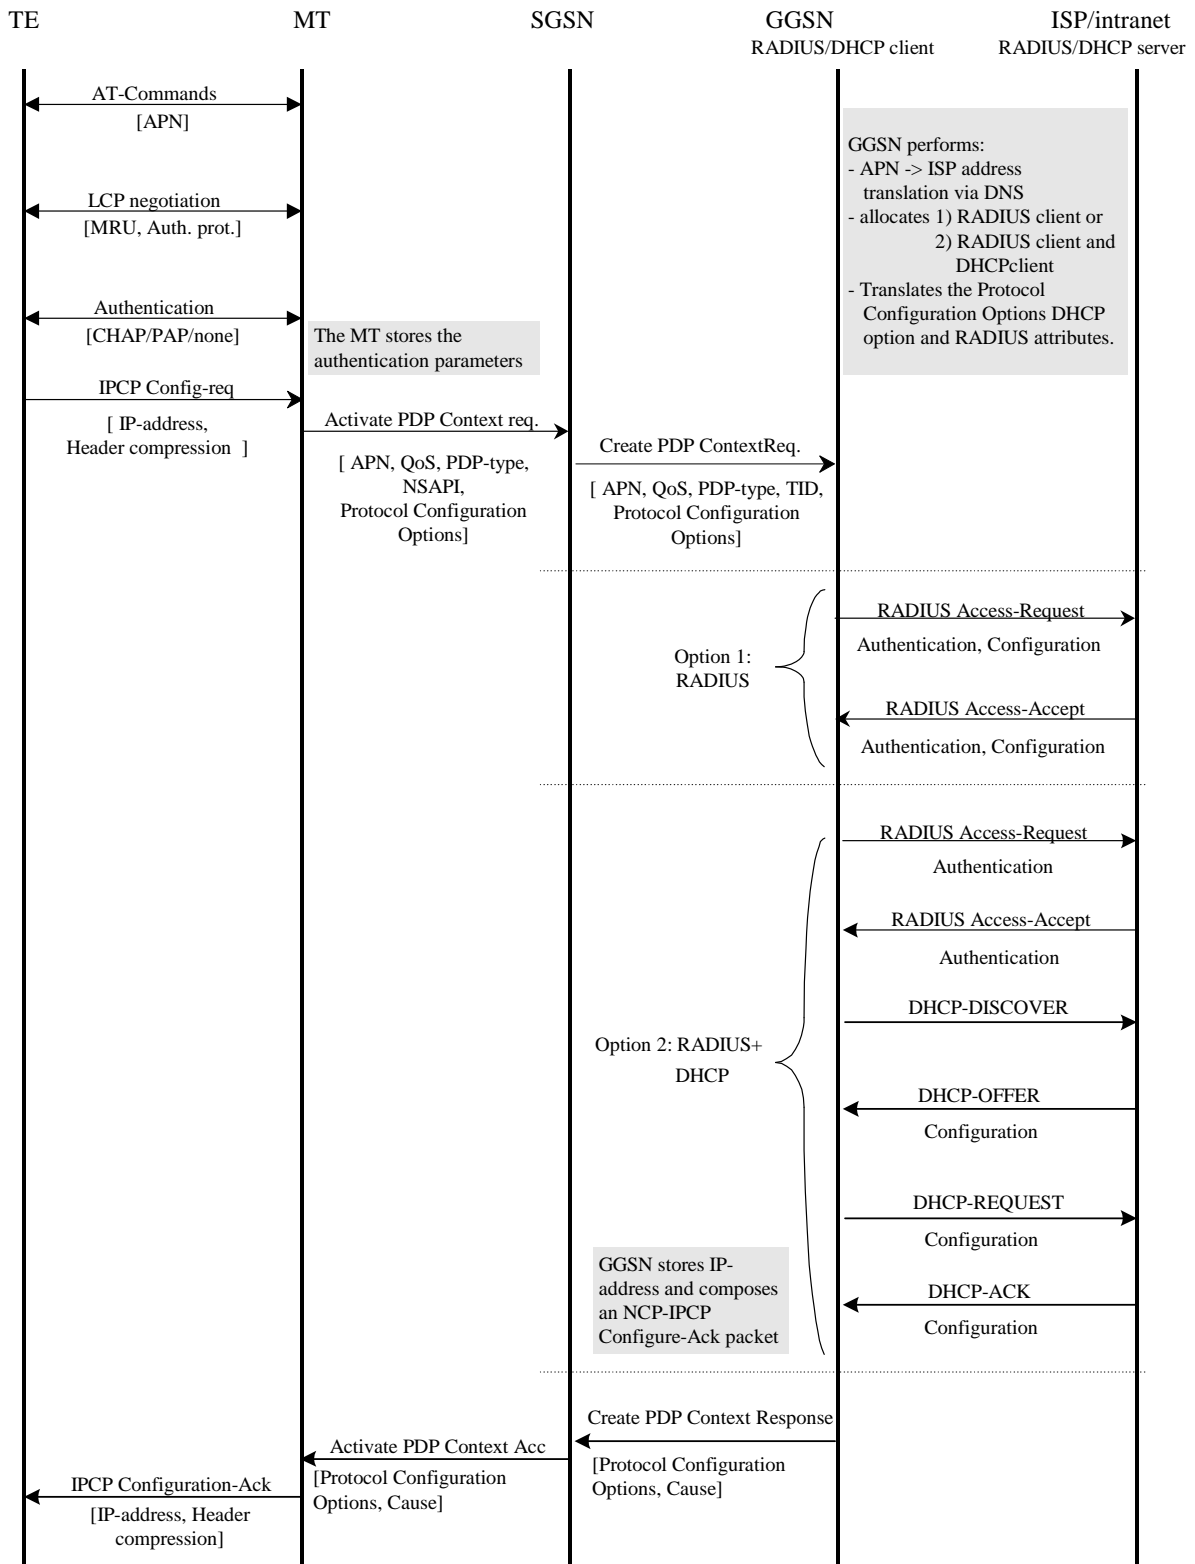 TE
MT
SGSN
GGSN
ISP/intranet
RADIUS/DHCP client
RADIUS/DHCP server
AT-Commands
[APN]
GGSN performs:
- APN -> ISP address
translation via DNS
- allocates 1) RADIUS client or
2) RADIUS client and
DHCPclient
- Translates the Protocol
Configuration Options DHCP
option and RADIUS attributes.
LCP negotiation
[MRU, Auth. prot.]
Authentication
[CHAP/PAP/none]
The MT stores the
authentication parameters
IPCP Config-req
[ IP-address,
Header compression ]
Activate PDP Context req.
[ APN, QoS, PDP-type,
NSAPI,
Protocol Configuration
Options]
Create PDP ContextReq.
[ APN, QoS, PDP-type, TID,
Protocol Configuration
Options]
RADIUS Access-Request
Authentication, Configuration
Option 1:
RADIUS
RADIUS Access-Accept
Authentication, Configuration
RADIUS Access-Request
Authentication
RADIUS Access-Accept
Authentication
DHCP-DISCOVER
Option 2: RADIUS+
DHCP
DHCP-OFFER
Configuration
DHCP-REQUEST
Configuration
GGSN stores IP-
address and composes
an NCP-IPCP
Configure-Ack packet
DHCP-ACK
Configuration
Create PDP Context Response
[Protocol Configuration
Options, Cause]
Activate PDP Context Acc
[Protocol Configuration
Options, Cause]
IPCP Configuration-Ack
[IP-address, Header
compression]